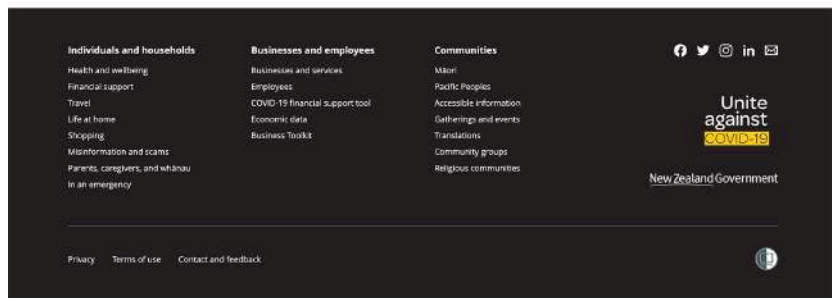 Individuals and households
Health and wellbeing
Financial support
Travel
Life at home
Shopping
Misinformation and scams
Parents, caregivers, and whānau
In an emergency
Businesses and employees
Businesses and services
Employees
COVID-19 financial support tool
Economic data
Business Toolkit
Communities
Māori
Pacific Peoples
Accessible information
Gatherings and events
Translations
Community groups
Religious communities
Unite
against
COVID-19
New Zealand Government
Privacy Terms of use Contact and feedback